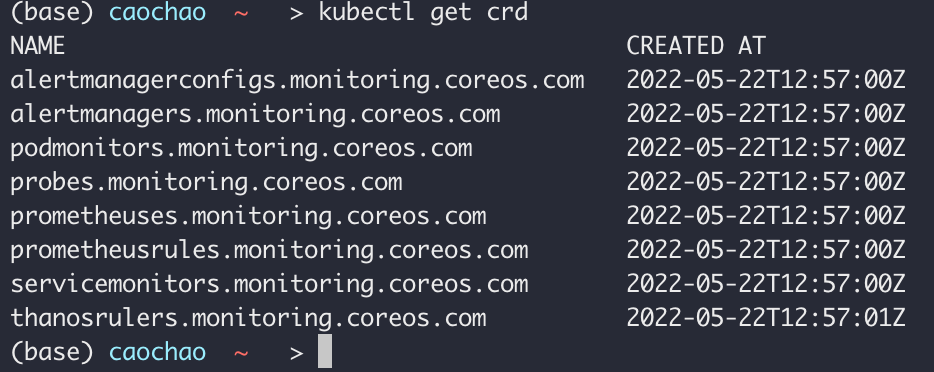 (base) caochao ~ > kubectl get crd
NAME CREATED AT
alertmanagerconfigs.monitoring.coreos.com 2022-05-22T12:57:00Z
alertmanagers.monitoring.coreos.com 2022-05-22T12:57:00Z
podmonitors.monitoring.coreos.com 2022-05-22T12:57:00Z
probes.monitoring.coreos.com 2022-05-22T12:57:00Z
prometheuses.monitoring.coreos.com 2022-05-22T12:57:00Z
prometheusrules.monitoring.coreos.com 2022-05-22T12:57:00Z
servicemonitors.monitoring.coreos.com 2022-05-22T12:57:00Z
thanosrulers.monitoring.coreos.com 2022-05-22T12:57:01Z
(base) caochao ~ >